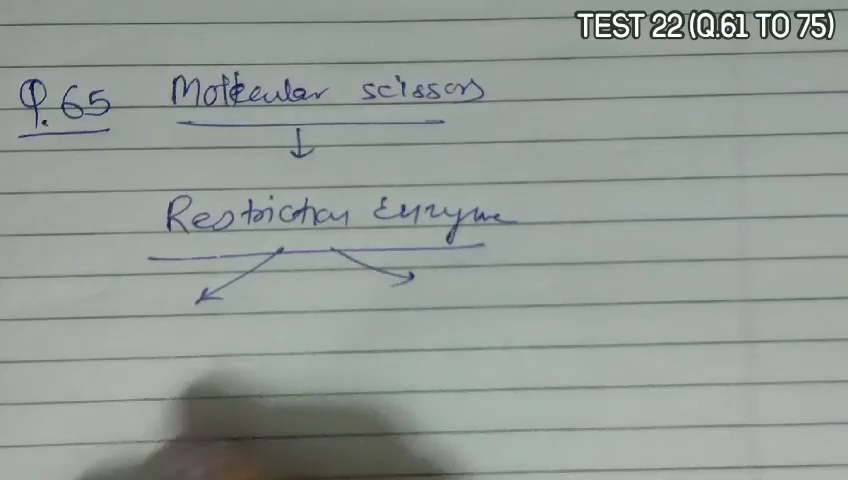 TEST 22 (Q.61 TO 75)
Q.65 Molecular scissors
Restriction Enzyme